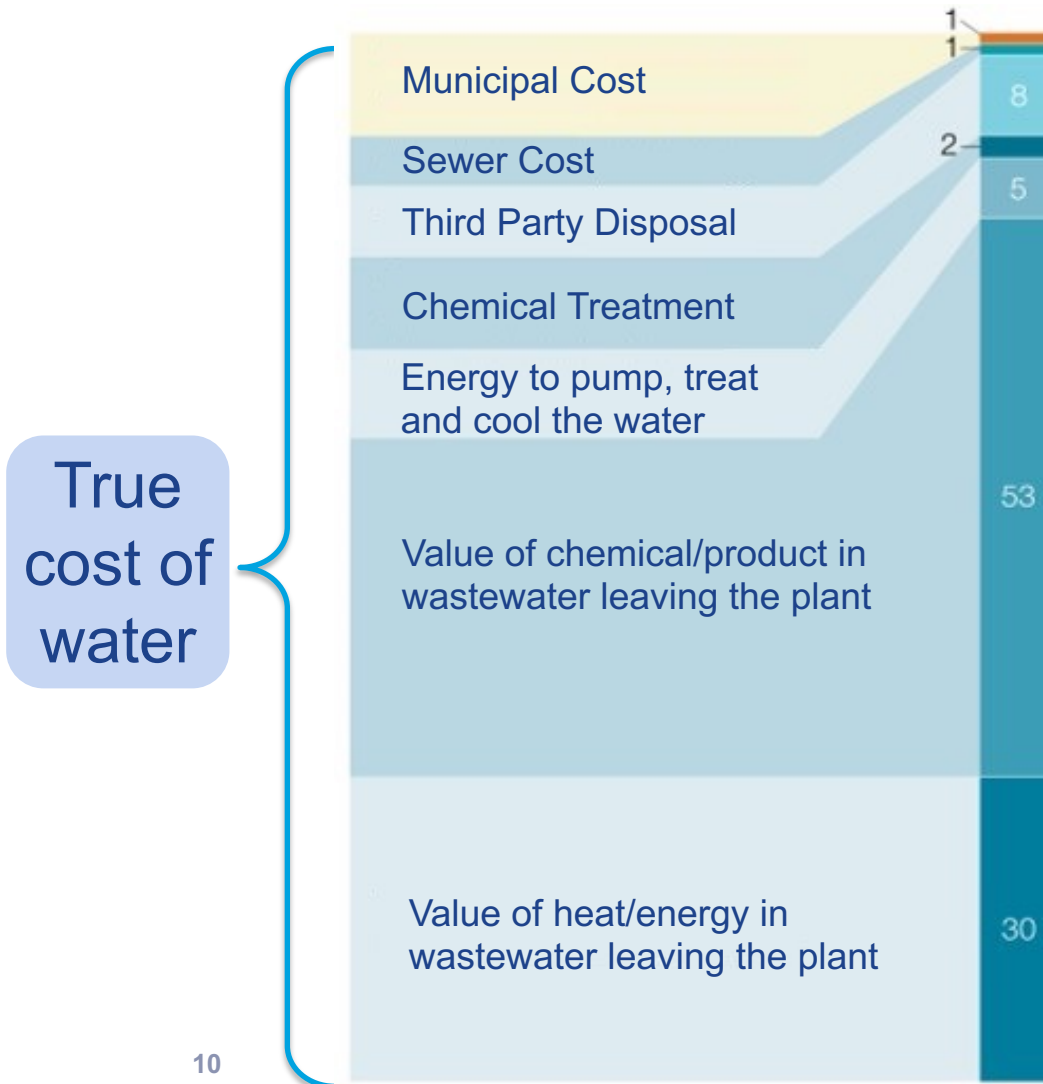 1
1
Municipal Cost
8
2
Sewer Cost
5
Third Party Disposal
Chemical Treatment
Energy to pump, treat
and cool the water
True
cost of
water
53
Value of chemical/product in
wastewater leaving the plant
Value of heat/energy in
wastewater leaving the plant
30
10